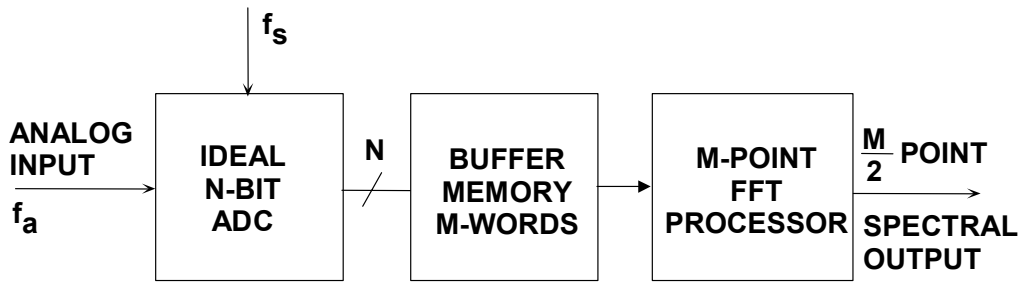 fs
ANALOG
INPUT
fa
IDEAL
N-BIT
ADC
N
BUFFER
MEMORY
M-WORDS
M-POINT
FFT
PROCESSOR
M
2
POINT
SPECTRAL
OUTPUT